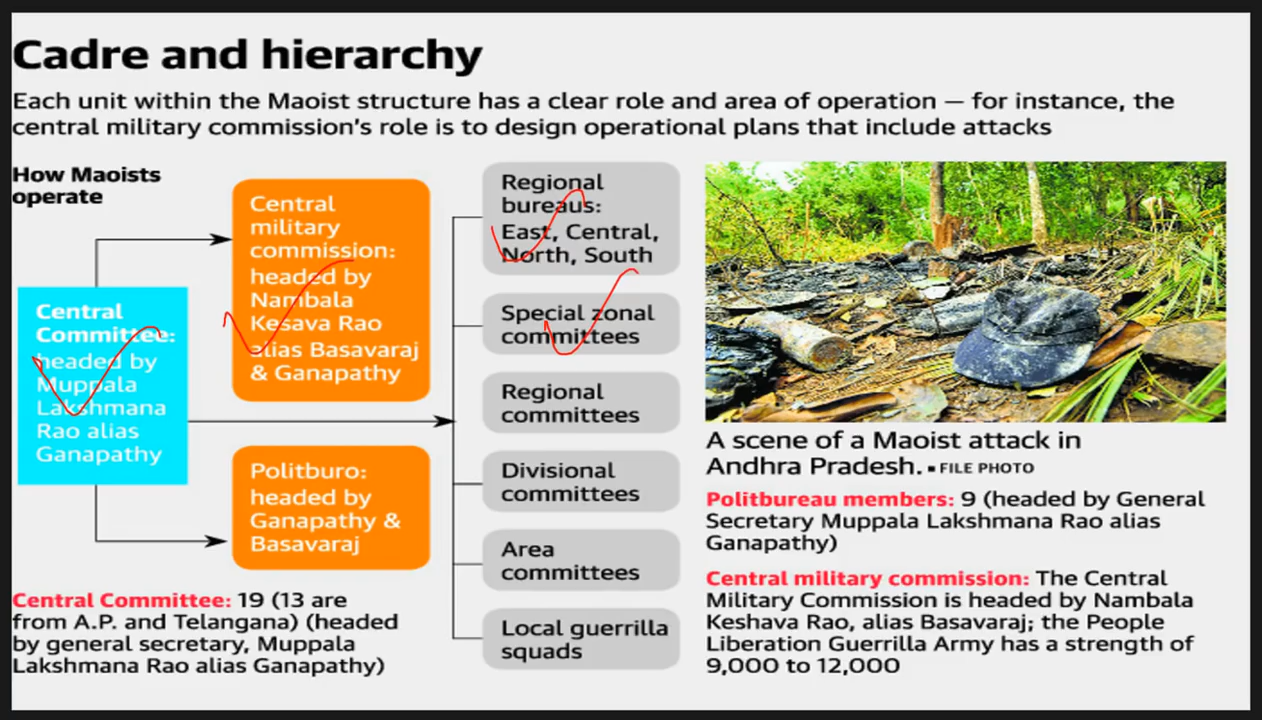 Cadre and hierarchy
Each unit within the Maoist structure has a clear role and area of operation — for instance, the
central military commission's role is to design operational plans that include attacks
How Maoists
operate
Central
Committee:
headed by
Muppala
Lakshmana
Rao alias
Ganapathy
Central
military
commission:
headed by
Nambala
Kesava Rao
alias Basavaraj
& Ganapathy
Politburo:
headed by
Ganapathy &
Basavaraj
Regional
bureaus:
East, Central,
North, South
Special zonal
committees
Regional
committees
Divisional
committees
Area
committees
Local guerrilla
squads
Central Committee: 19 (13 are
from A.P. and Telangana) (headed
by general secretary, Muppala
Lakshmana Rao alias Ganapathy)
A scene of a Maoist attack in
Andhra Pradesh. ▪ FILE PHOTO
Politbureau members: 9 (headed by General
Secretary Muppala Lakshmana Rao alias
Ganapathy)
Central military commission: The Central
Military Commission is headed by Nambala
Keshava Rao, alias Basavaraj; the People
Liberation Guerrilla Army has a strength of
9,000 to 12,000